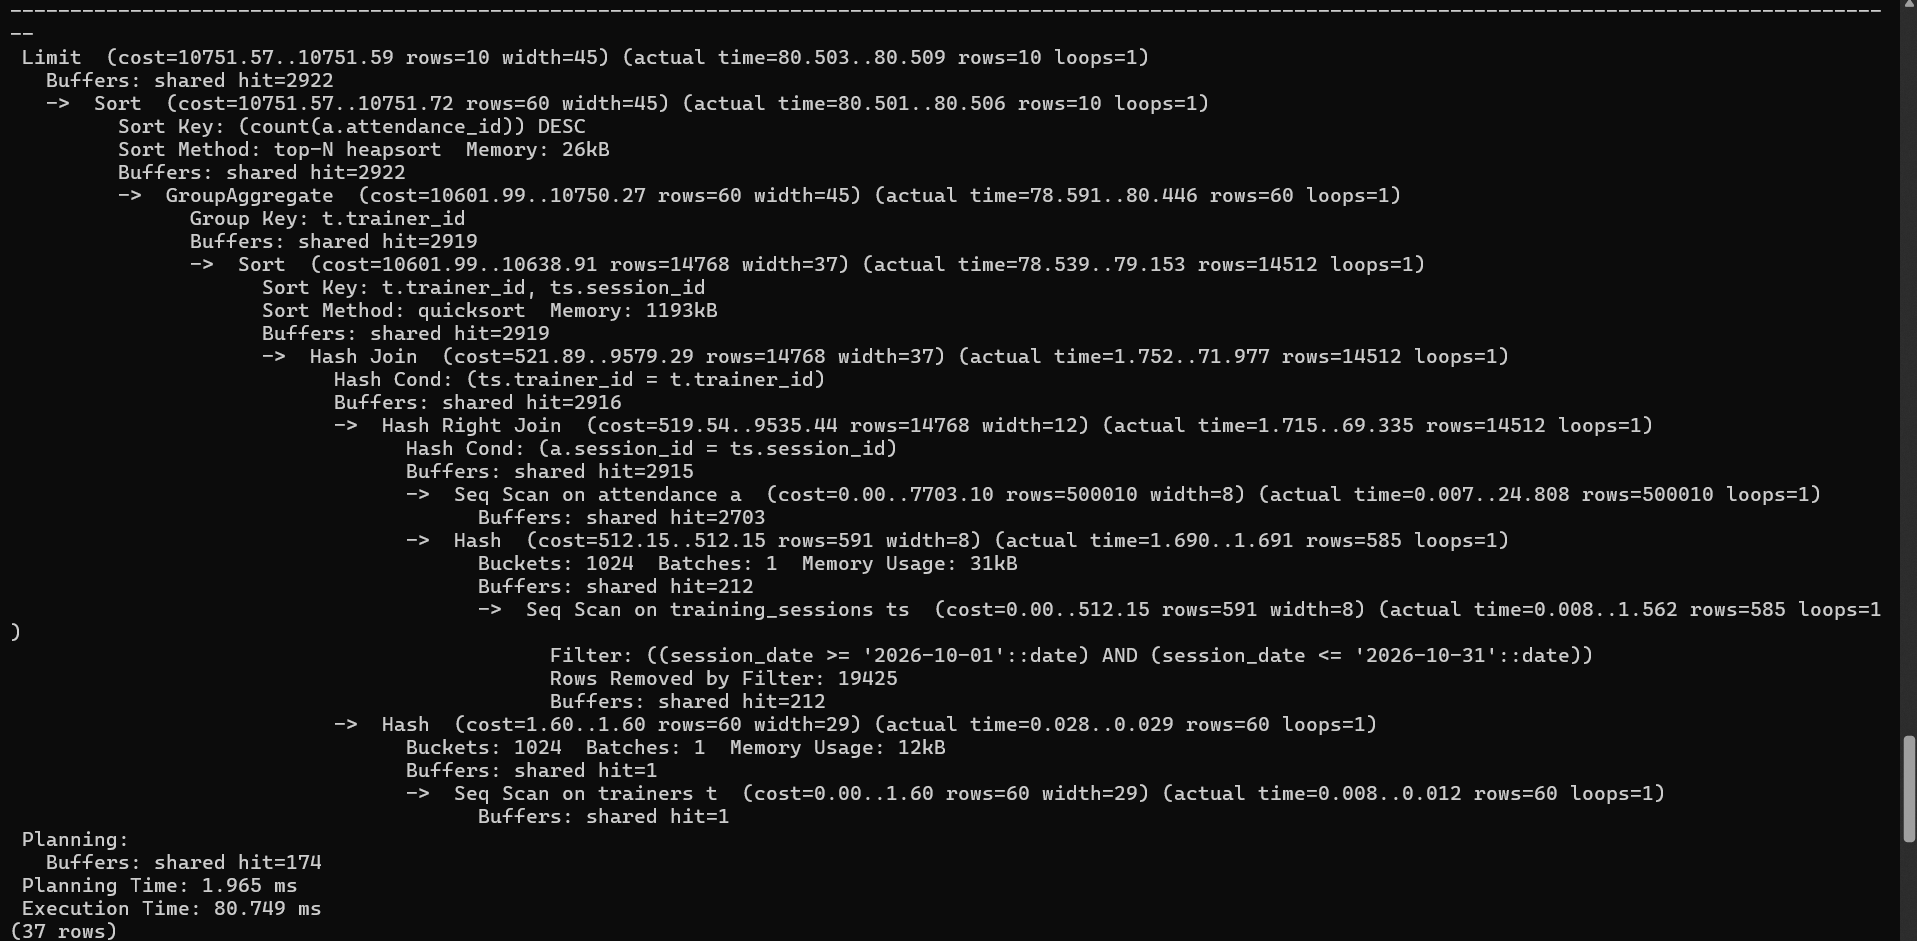 ------------------------------------------------------------------------------------------------------------------------------------------------------------
--
 Limit  (cost=10751.57..10751.59 rows=10 width=45) (actual time=80.503..80.509 rows=10 loops=1)
   Buffers: shared hit=2922
   ->  Sort  (cost=10751.57..10751.72 rows=60 width=45) (actual time=80.501..80.506 rows=10 loops=1)
         Sort Key: (count(a.attendance_id)) DESC
         Sort Method: top-N heapsort  Memory: 26kB
         Buffers: shared hit=2922
         ->  GroupAggregate  (cost=10601.99..10750.27 rows=60 width=45) (actual time=78.591..80.446 rows=60 loops=1)
               Group Key: t.trainer_id
               Buffers: shared hit=2919
               ->  Sort  (cost=10601.99..10638.91 rows=14768 width=37) (actual time=78.539..79.153 rows=14512 loops=1)
                     Sort Key: t.trainer_id, ts.session_id
                     Sort Method: quicksort  Memory: 1193kB
                     Buffers: shared hit=2919
                     ->  Hash Join  (cost=521.89..9579.29 rows=14768 width=37) (actual time=1.752..71.977 rows=14512 loops=1)
                           Hash Cond: (ts.trainer_id = t.trainer_id)
                           Buffers: shared hit=2916
                           ->  Hash Right Join  (cost=519.54..9535.44 rows=14768 width=12) (actual time=1.715..69.335 rows=14512 loops=1)
                                 Hash Cond: (a.session_id = ts.session_id)
                                 Buffers: shared hit=2915
                                 ->  Seq Scan on attendance a  (cost=0.00..7703.10 rows=500010 width=8) (actual time=0.007..24.808 rows=500010 loops=1)
                                       Buffers: shared hit=2703
                                 ->  Hash  (cost=512.15..512.15 rows=591 width=8) (actual time=1.690..1.691 rows=585 loops=1)
                                       Buckets: 1024  Batches: 1  Memory Usage: 31kB
                                       Buffers: shared hit=212
                                       ->  Seq Scan on training_sessions ts  (cost=0.00..512.15 rows=591 width=8) (actual time=0.008..1.562 rows=585 loops=1
)
                                             Filter: ((session_date >= '2026-10-01'::date) AND (session_date <= '2026-10-31'::date))
                                             Rows Removed by Filter: 19425
                                             Buffers: shared hit=212
                           ->  Hash  (cost=1.60..1.60 rows=60 width=29) (actual time=0.028..0.029 rows=60 loops=1)
                                 Buckets: 1024  Batches: 1  Memory Usage: 12kB
                                 Buffers: shared hit=1
                                 ->  Seq Scan on trainers t  (cost=0.00..1.60 rows=60 width=29) (actual time=0.008..0.012 rows=60 loops=1)
                                       Buffers: shared hit=1
 Planning:
   Buffers: shared hit=174
 Planning Time: 1.965 ms
 Execution Time: 80.749 ms
(37 rows)